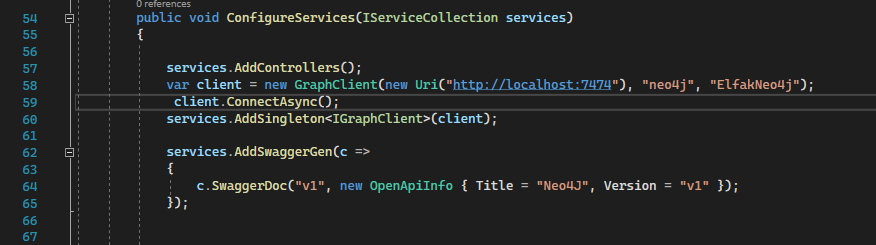 0 references
54 public void ConfigureServices(IServiceCollection services)
55 {
56
57 services.AddControllers();
58 var client = new GraphClient(new Uri("http://localhost:7474"), "neo4j", "ElfakNeo4j");
59 client.ConnectAsync();
60 services.AddSingleton<IGraphClient>(client);
61
62 services.AddSwaggerGen(c =>
63 {
64 c.SwaggerDoc("v1", new OpenApiInfo { Title = "Neo4J", Version = "v1" });
65 });
66
67